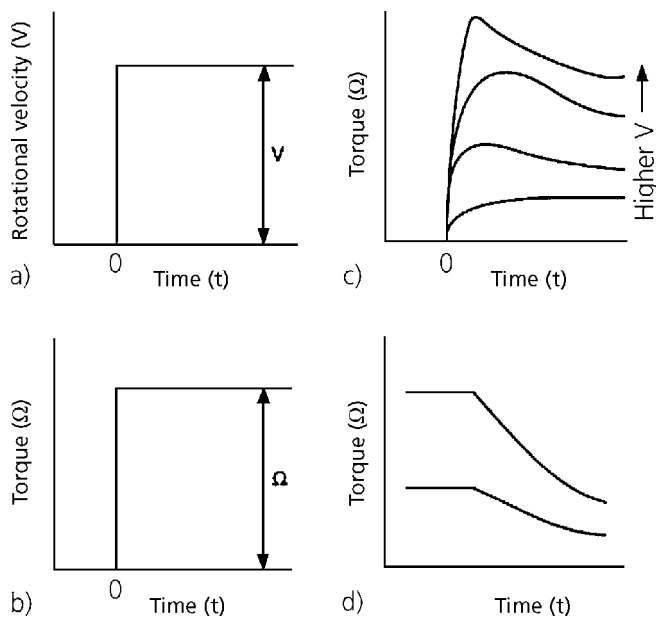 Rotational velocity (V)
V
0
Time (t)
a)
Torque (Ω)
Higher V
0
Time (t)
c)
Torque (Ω)
Ω
0
Time (t)
b)
Torque (Ω)
Time (t)
d)